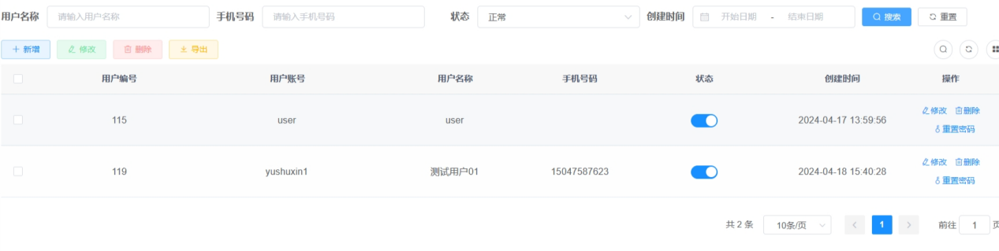 用户名称 请输入用户名称 手机号码 请输入手机号码 状态 正常 创建时间 开始日期 - 结束日期 搜索 重置
+ 新增 修改 删除 导出
用户编号 用户账号 用户名称 手机号码 状态 创建时间 操作
修改 删除
115 user user 2024-04-17 13:59:56
重置密码
修改 删除
119 yushuxin1 测试用户01 15047587623 2024-04-18 15:40:28
重置密码
共 2 条 10条/页 < 1 > 前往 1 页